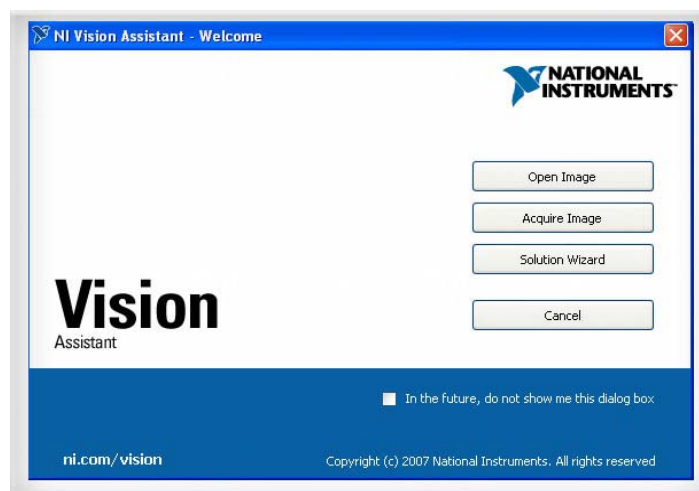 NI Vision Assistant - Welcome
NATIONAL
INSTRUMENTS™
Open Image
Acquire Image
Solution Wizard
Vision
Assistant
Cancel
In the future, do not show me this dialog box
ni.com/vision
Copyright (c) 2007 National Instruments. All rights reserved